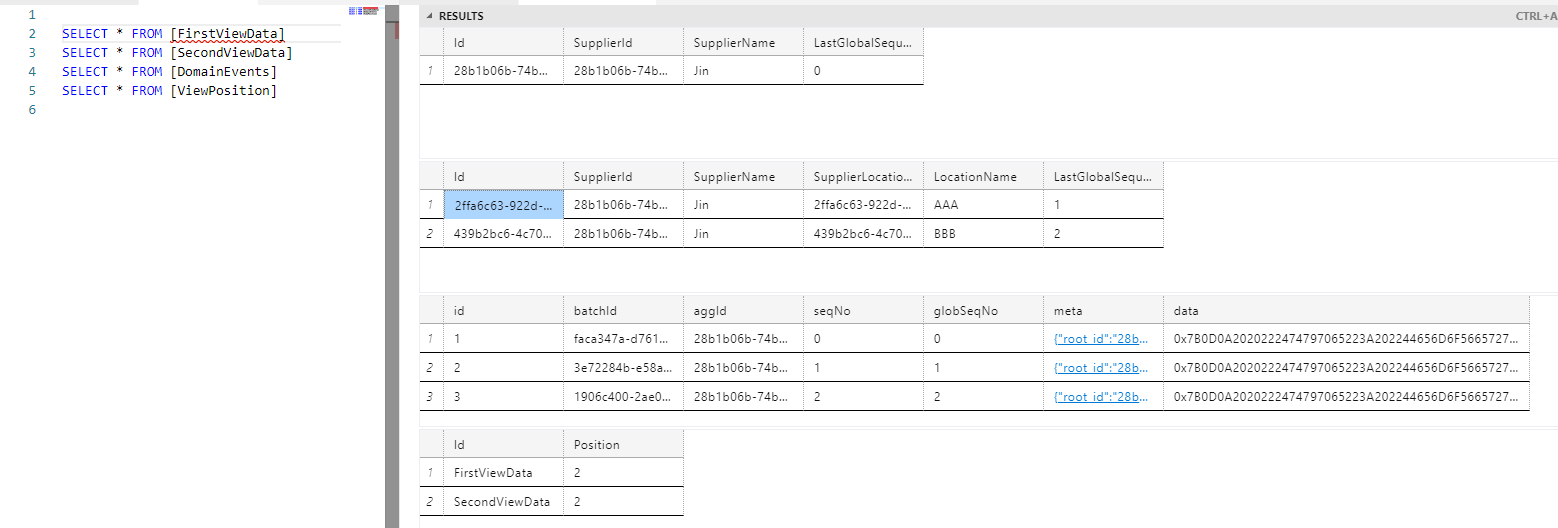 1
2 SELECT * FROM [FirstViewData]
3 SELECT * FROM [SecondViewData]
4 SELECT * FROM [DomainEvents]
5 SELECT * FROM [ViewPosition]
6
RESULTS CTRL+A
Id SupplierId SupplierName LastGlobalSequ...
1 28b1b06b-74b... 28b1b06b-74b... Jin 0
Id SupplierId SupplierName SupplierLocatio... LocationName LastGlobalSequ...
1 2ffa6c63-922d-... 28b1b06b-74b... Jin 2ffa6c63-922d-... AAA 1
2 439b2bc6-4c70... 28b1b06b-74b... Jin 439b2bc6-4c70... BBB 2
id batchId aggId seqNo globSeqNo meta data
1 1 faca347a-d761... 28b1b06b-74b... 0 0 {"root_id":"28b... 0x7B0D0A2020222474797065223A202244656D6F5665727...
2 2 3e72284b-e58a... 28b1b06b-74b... 1 1 {"root_id":"28b... 0x7B0D0A2020222474797065223A202244656D6F5665727...
3 3 1906c400-2ae0... 28b1b06b-74b... 2 2 {"root_id":"28b... 0x7B0D0A2020222474797065223A202244656D6F5665727...
Id Position
1 FirstViewData 2
2 SecondViewData 2